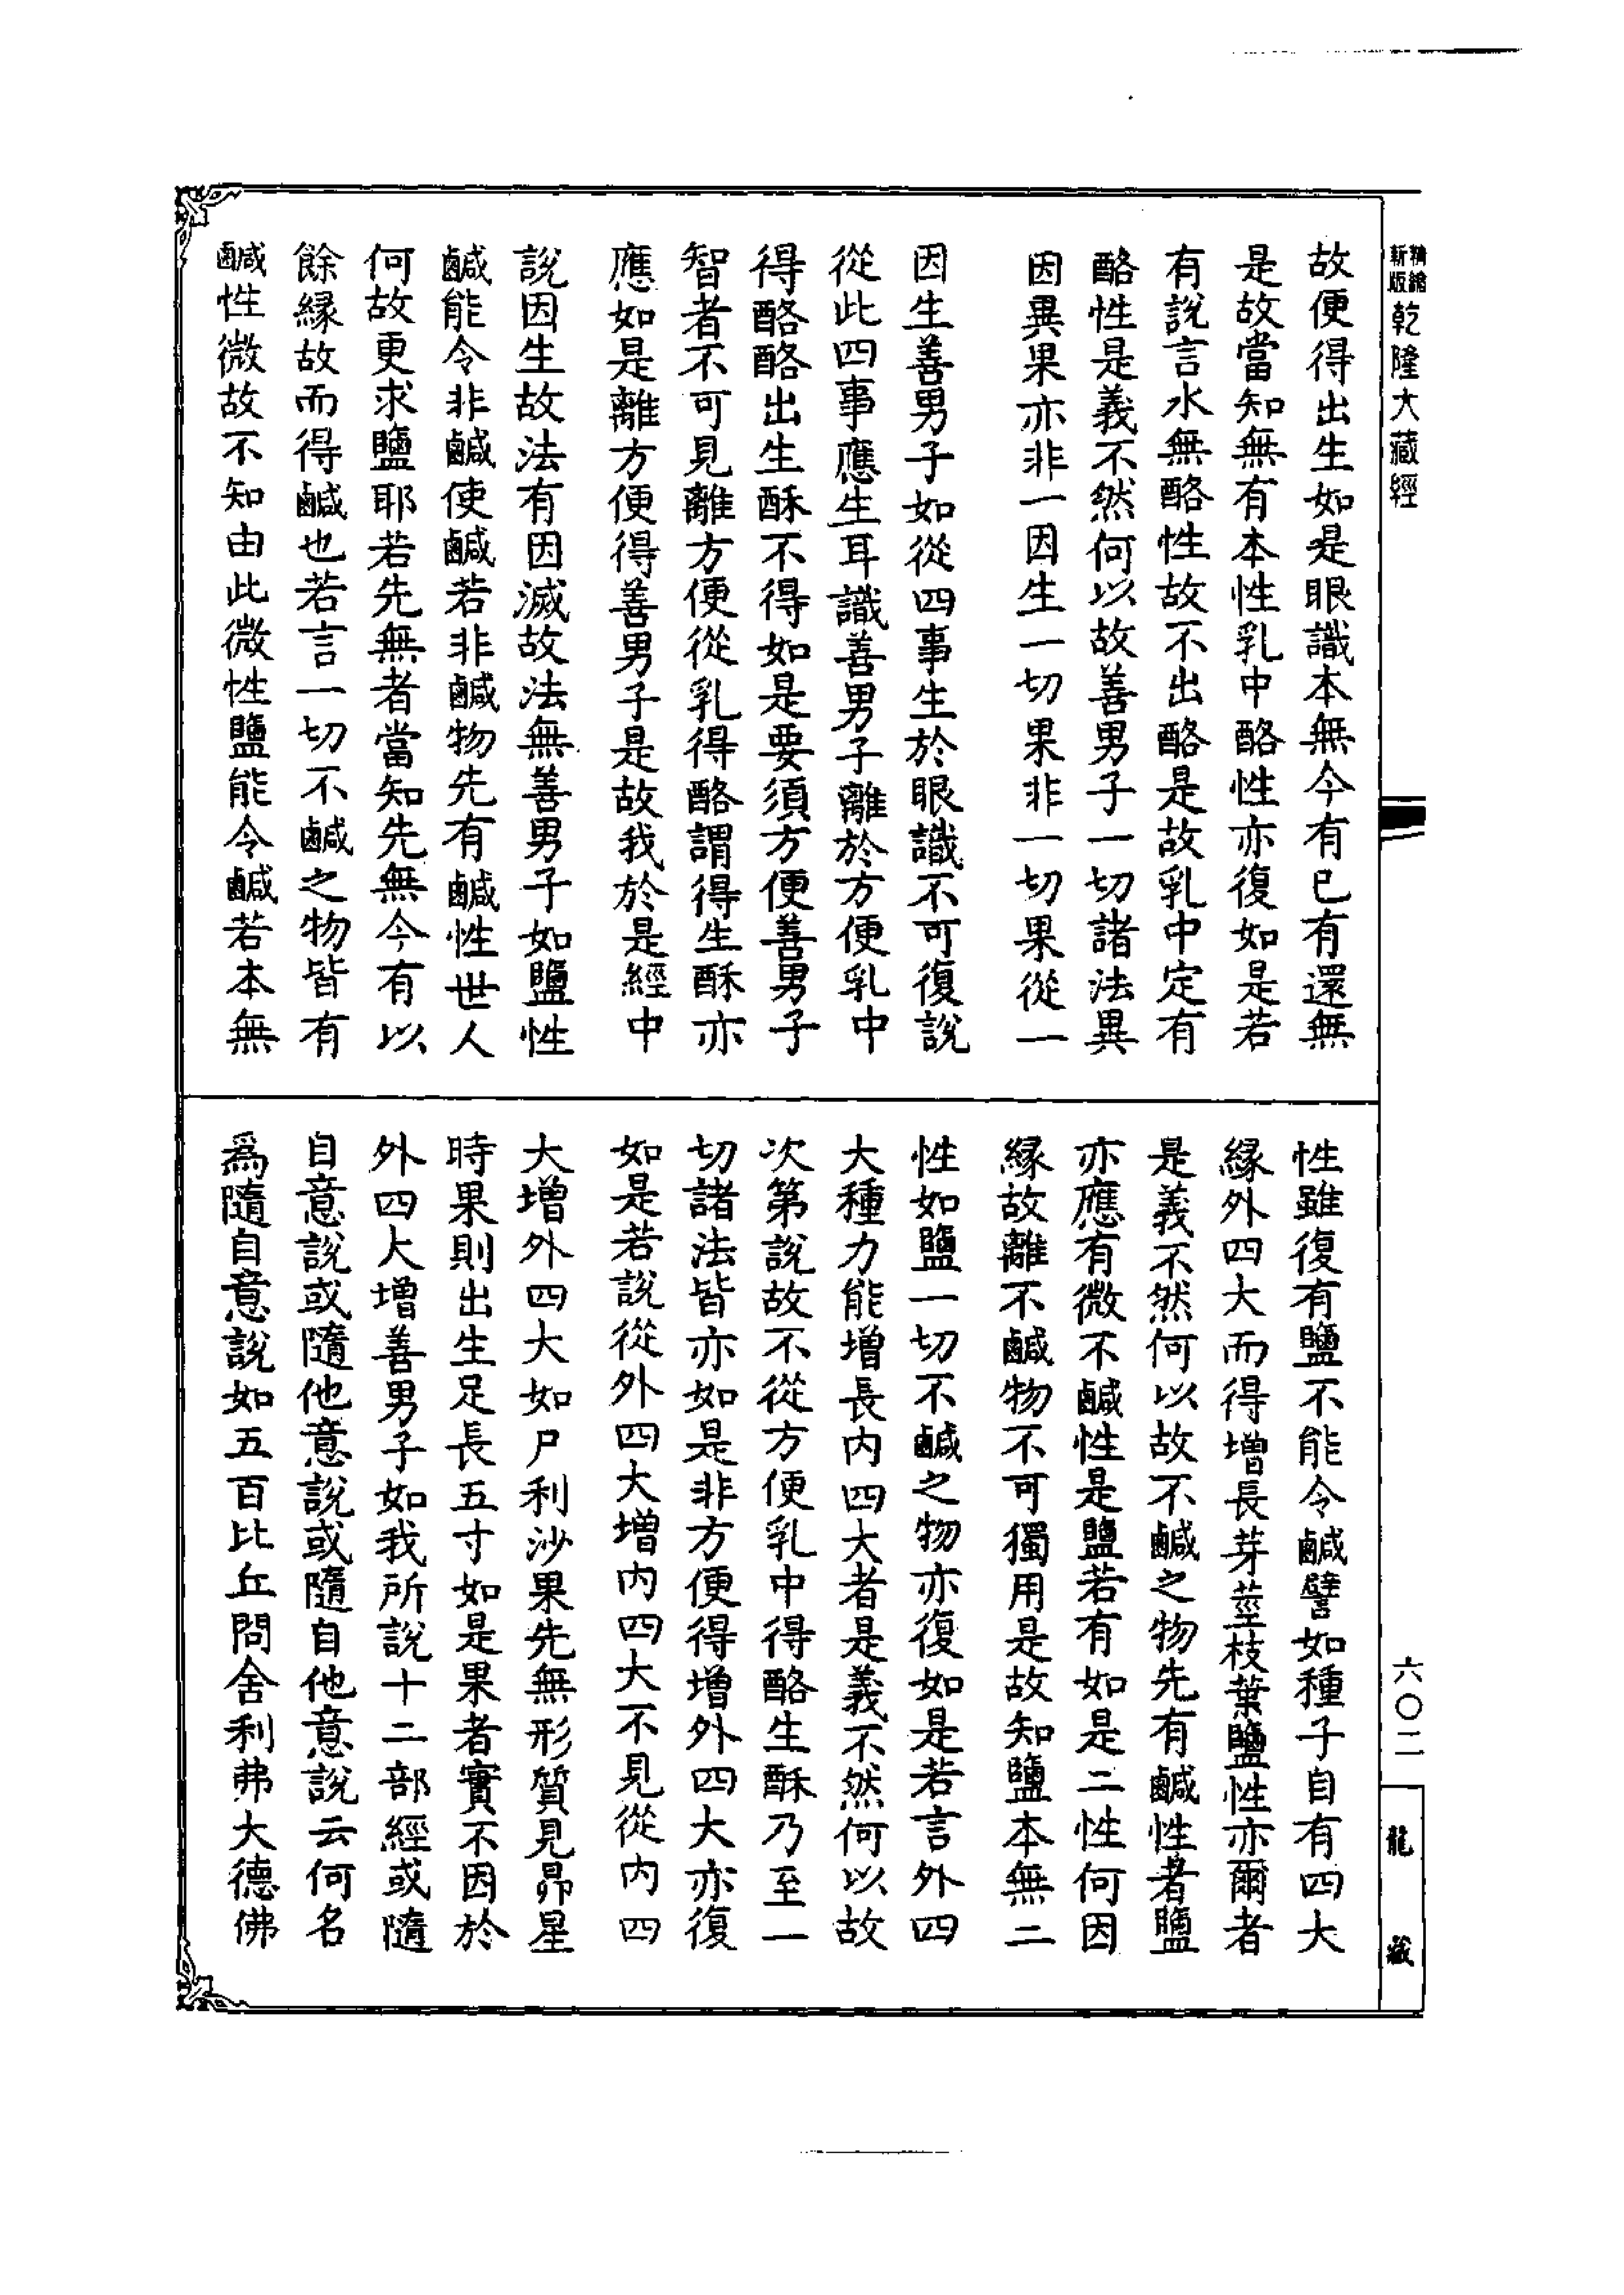 精繪新版乾隆大藏經
故便得出生如是眼識本無今有已有還無
是故當知無有本性乳中酪性亦復如是若
有說言水無酪性故不出酪是故乳中定有
酪性是義不然何以故善男子一切諸法異
因異果亦非一因生一切果非一切果從一
因生善男子如從四事生於眼識不可復說
從此四事應生耳識善男子離於方便乳中
得酪酪出生酥不得如是要須方便善男子
智者不可見離方便從乳得酪謂得生酥亦
應如是離方便得善男子是故我於是經中
說因生故法有因滅故法無善男子如鹽性
鹹能令非鹹使鹹若非鹹物先有鹹性世人
何故更求鹽耶若先無者當知先無今有以
餘緣故而得鹹也若言一切不鹹之物皆有
鹹性微故不知由此微性鹽能令鹹若本無
性雖復有鹽不能令鹹譬如種子自有四大
緣外四大而得增長芽莖枝葉鹽性亦爾者
是義不然何以故不鹹之物先有鹹性者鹽
亦應有微不鹹性是鹽若有如是二性何因
緣故離不鹹物不可獨用是故知鹽本無二
性如鹽一切不鹹之物亦復如是若言外四
大種力能增長內四大者是義不然何以故
次第說故不從方便乳中得酪生酥乃至一
切諸法皆亦如是非方便得增外四大亦復
如是若說從外四大增內四大不見從內四
大增外四大如尸利沙果先無形質見昴星
時果則出生足長五寸如是果者實不因於
外四大增善男子如我所說十二部經或隨
自意說或隨他意說或隨自他意說云何名
為隨自意說如五百比丘問舍利弗大德佛
六〇二
龍藏